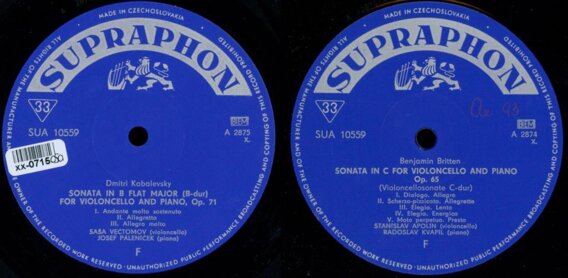 MADE IN CZECHOSLOVAKIA
ALL RIGHTS OF THE MANUFACTURER AND OF THE OWNER OF THE RECORDED WORK RESERVED · UNAUTHORIZED PUBLIC PERFORMANCE BROADCASTING AND COPYING OF THIS RECORD PROHIBITED
SUPRAPHON
33
SUA 10559
A 2875
X.
XX-0715
Dmitri Kabalevsky
SONATA IN B FLAT MAJOR (B-dur)
FOR VIOLONCELLO AND PIANO, Op. 71
I. Andante molto sostenuto
II. Allegretto
III. Allegro molto
SAŠA VEČTOMOV (violoncello)
JOSEF PÁLENÍČEK (piano)
F
MADE IN CZECHOSLOVAKIA
ALL RIGHTS OF THE MANUFACTURER AND OF THE OWNER OF THE RECORDED WORK RESERVED · UNAUTHORIZED PUBLIC PERFORMANCE BROADCASTING AND COPYING OF THIS RECORD PROHIBITED
SUPRAPHON
33
SUA 10559
A 2874
X.
Benjamin Britten
SONATA IN C FOR VIOLONCELLO AND PIANO
Op. 65
(Violoncellosonate C-dur)
I. Dialogo. Allegro
II. Scherzo-pizzicato. Allegretto
III. Elegia. Lento
IV. Elegia. Energico
V. Moto perpetuo. Presto
STANISLAV APOLÍN (violoncello)
RADOSLAV KVAPIL (piano)
F